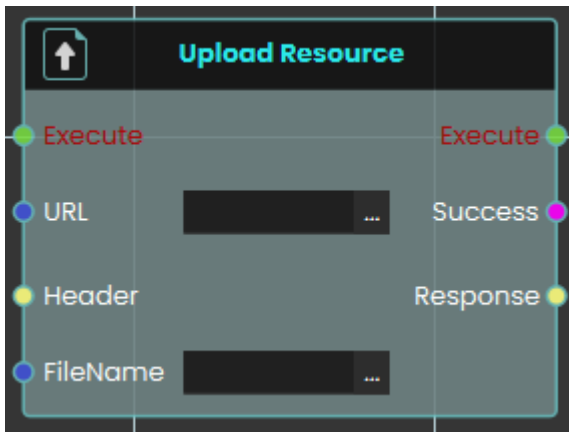 Upload Resource
Execute Execute
URL ... Success
Header Response
FileName ...